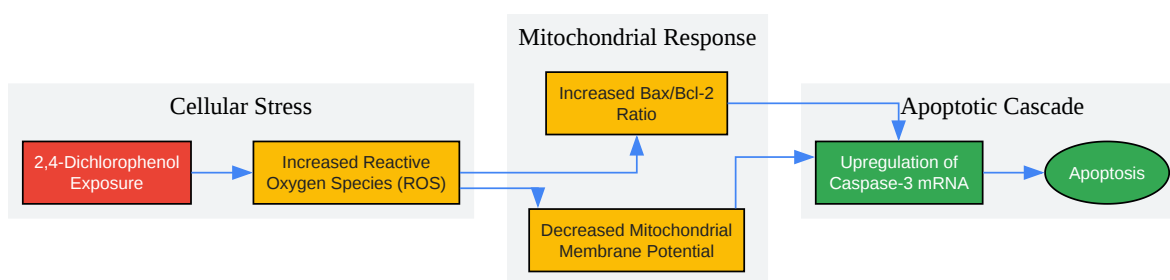 Cellular Stress
2,4-Dichlorophenol
Exposure
Increased Reactive
Oxygen Species (ROS)
Mitochondrial Response
Increased Bax/Bcl-2
Ratio
Decreased Mitochondrial
Membrane Potential
Apoptotic Cascade
Upregulation of
Caspase-3 mRNA
Apoptosis